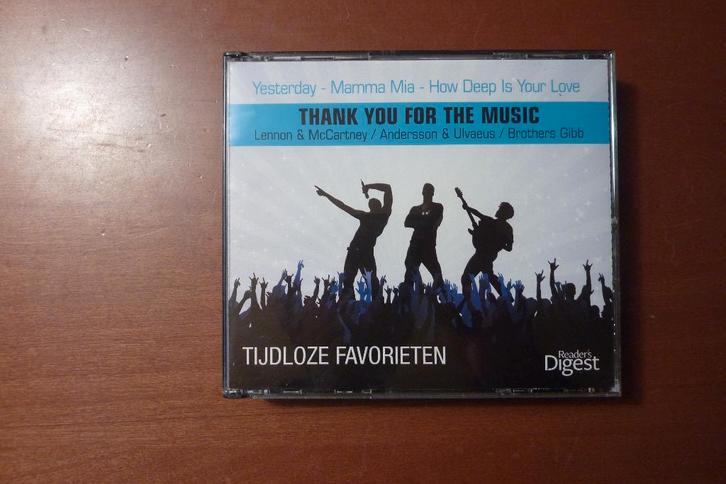 Yesterday - Mamma Mia - How Deep Is Your Love
THANK YOU FOR THE MUSIC
Lennon & McCartney / Andersson & Ulvaeus / Brothers Gibb
TIJDLOZE FAVORIETEN
Reader's
Digest